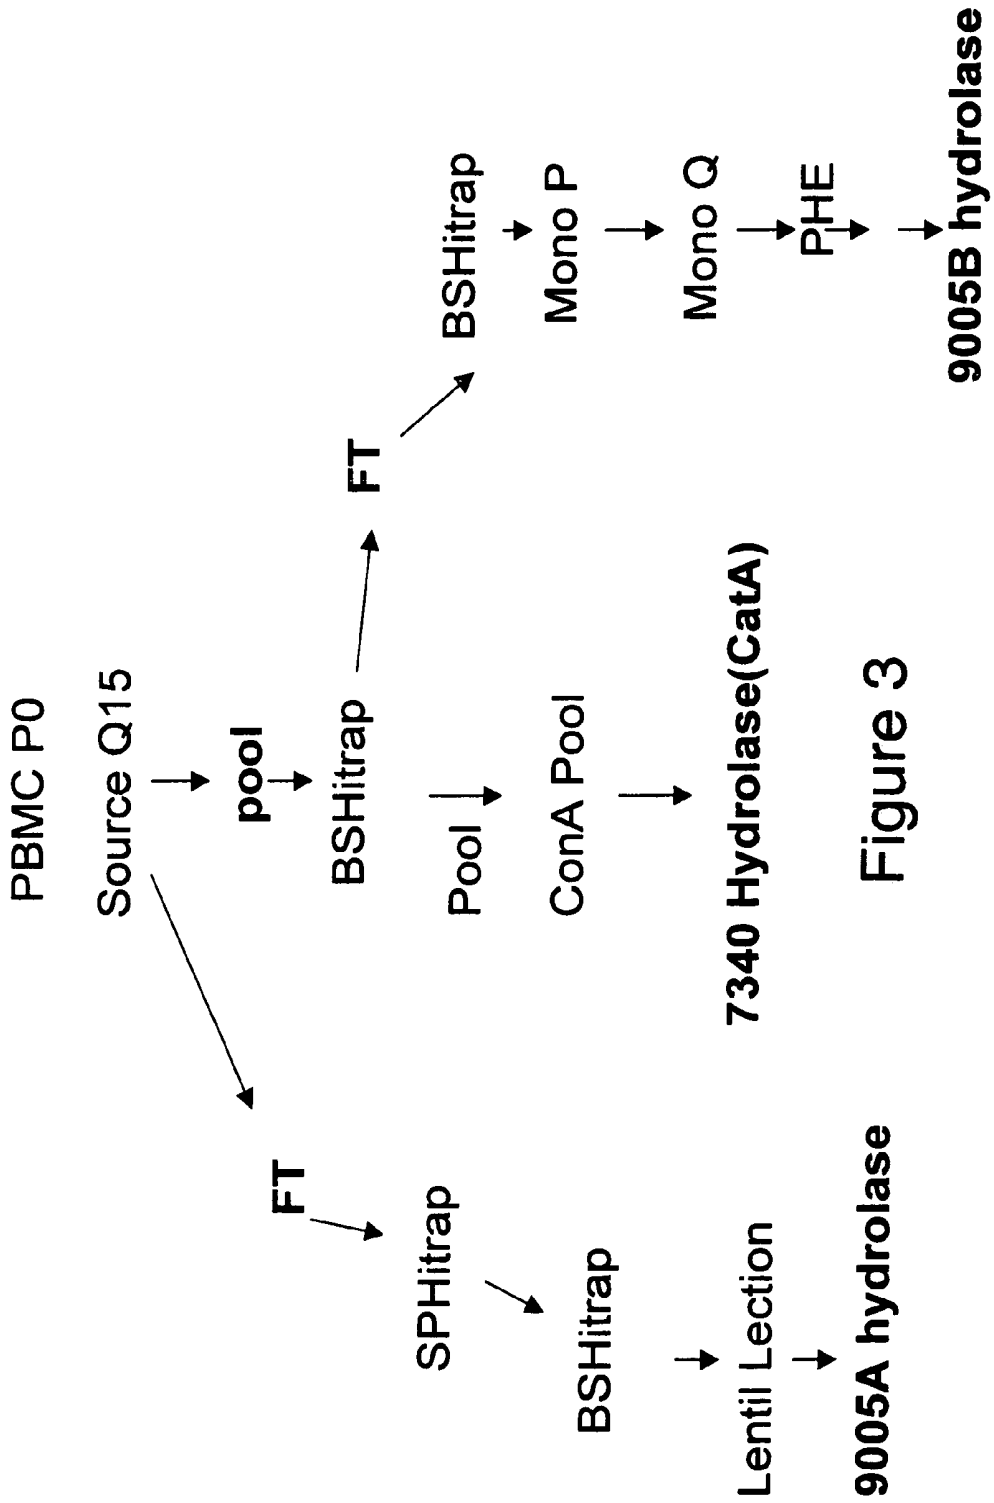 PBMC P0
Source Q15
pool
BSHitrap
Pool
ConA Pool
7340 Hydrolase(CatA)
FT
SPHitrap
BSHitrap
Lentil Lection
9005A hydrolase
FT
BSHitrap
Mono P
Mono Q
PHE
9005B hydrolase
Figure 3